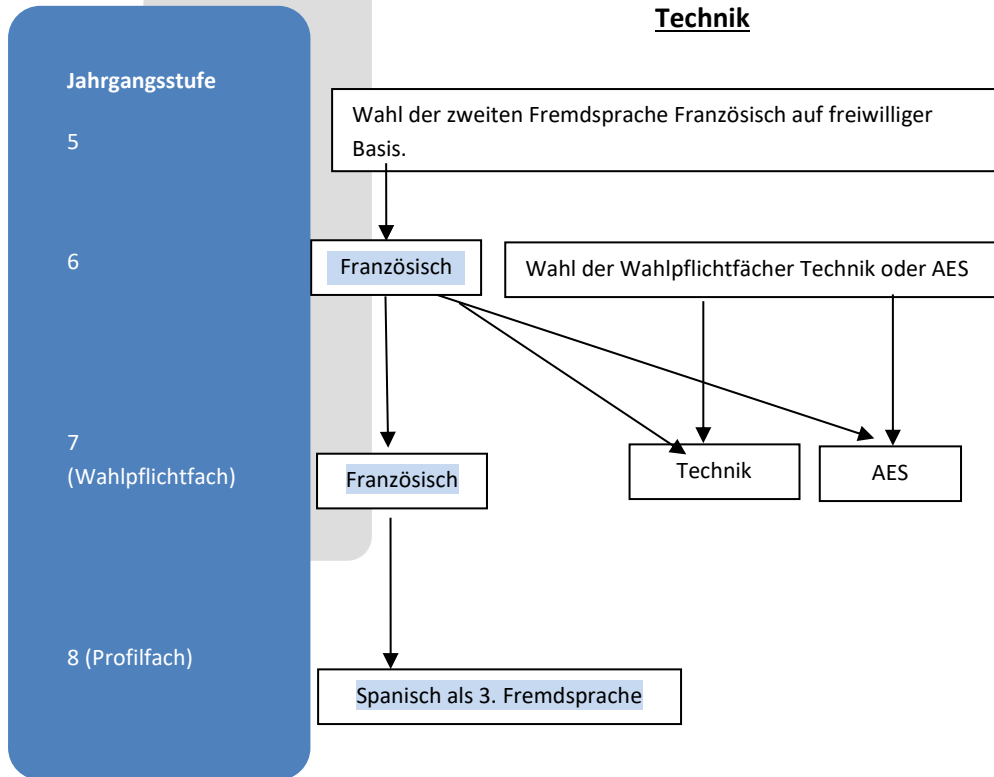 Technik
Jahrgangsstufe
5
Wahl der zweiten Fremdsprache Französisch auf freiwilliger
Basis.
6
Französisch
Wahl der Wahlpflichtfächer Technik oder AES
7
(Wahlpflichtfach)
Französisch
Technik
AES
8 (Profilfach)
Spanisch als 3. Fremdsprache